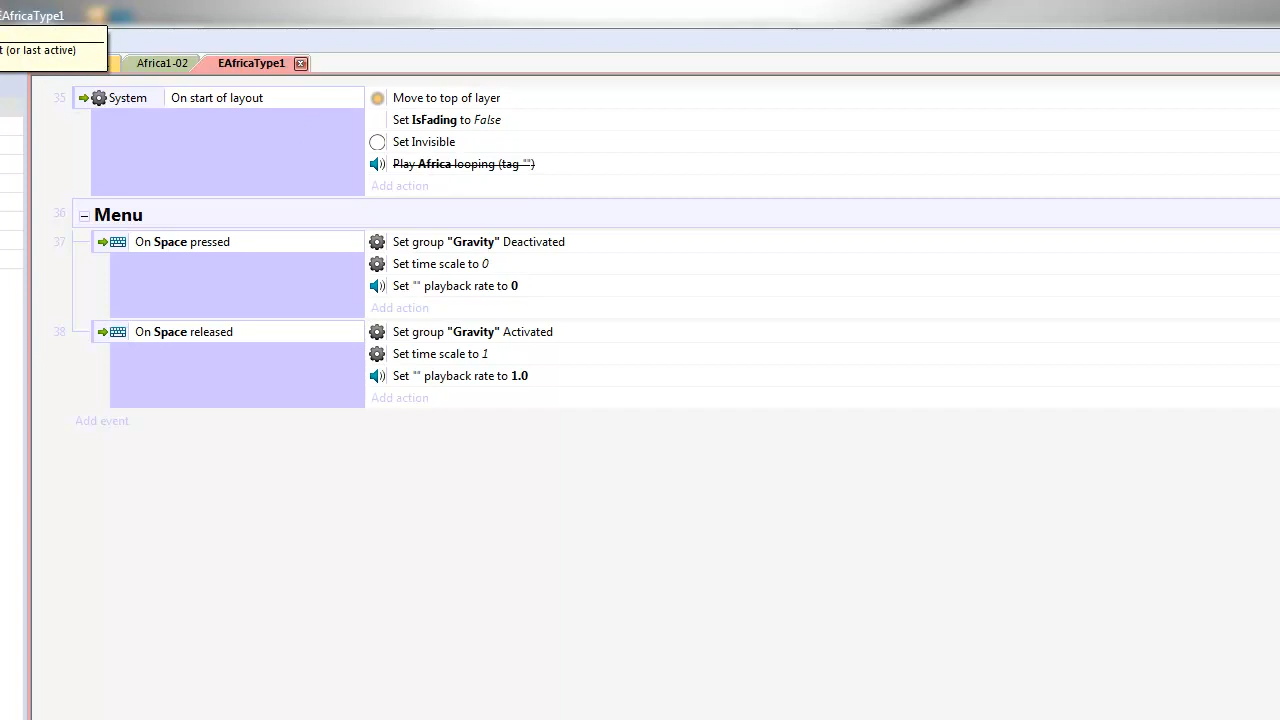 EAfricaType1
t (or last active)
Africa1-02 EAfricaType1
35 System On start of layout Move to top of layer
Set IsFading to False
Set Invisible
Play Africa looping (tag "")
Add action
36 Menu
37 On Space pressed Set group "Gravity" Deactivated
Set time scale to 0
Set "" playback rate to 0
Add action
38 On Space released Set group "Gravity" Activated
Set time scale to 1
Set "" playback rate to 1.0
Add action
Add event